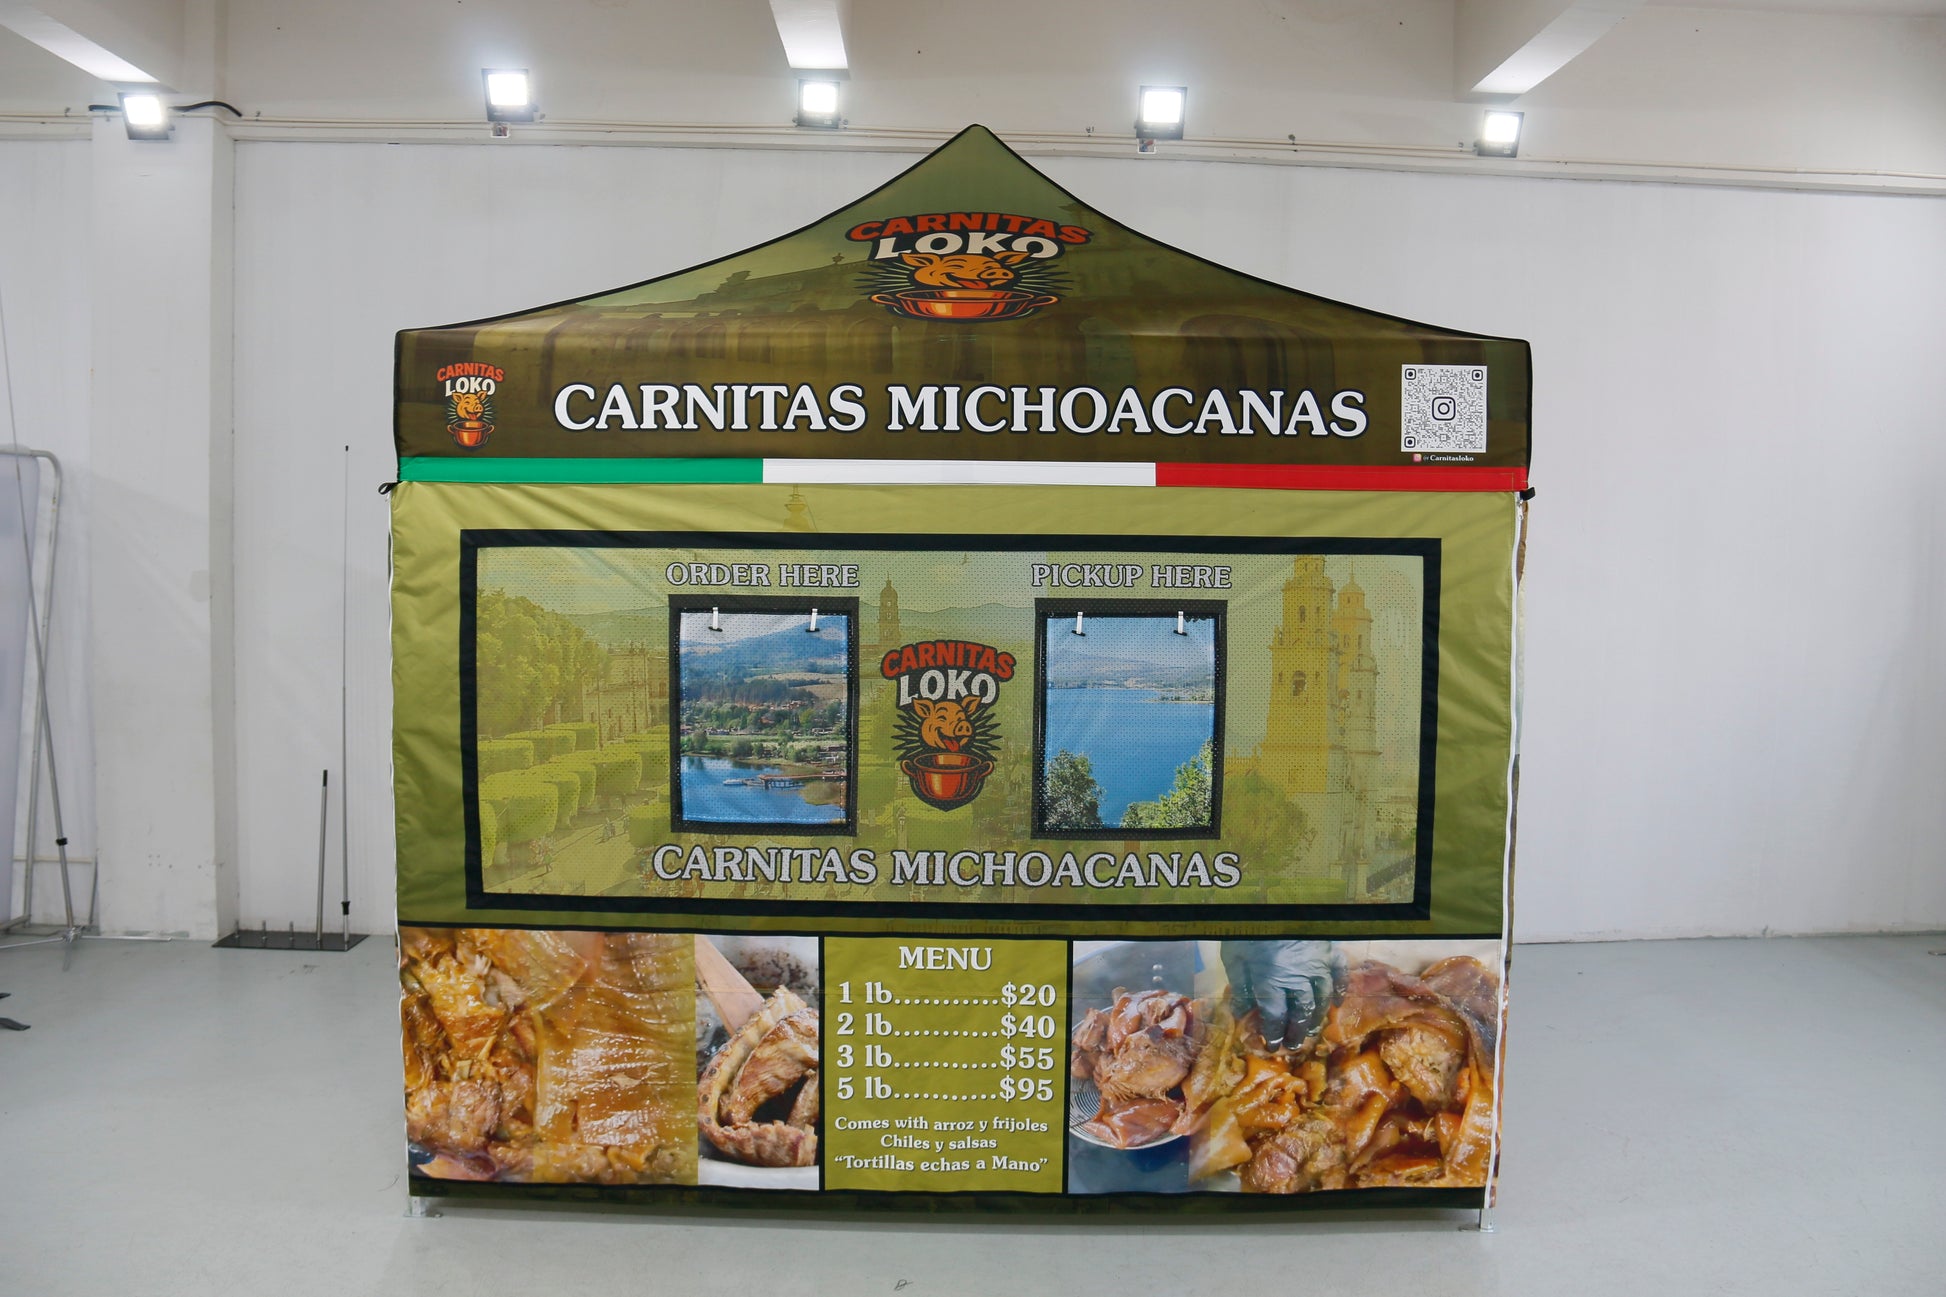 CARNITAS
LOKO
CARNITAS
LOKO
CARNITAS MICHOACANAS
@Carnitasloko
ORDER HERE
PICKUP HERE
CARNITAS
LOKO
CARNITAS MICHOACANAS
MENU
1 lb...........$20
2 lb...........$40
3 lb...........$55
5 lb...........$95
Comes with arroz y frijoles
Chiles y salsas
“Tortillas echas a Mano”